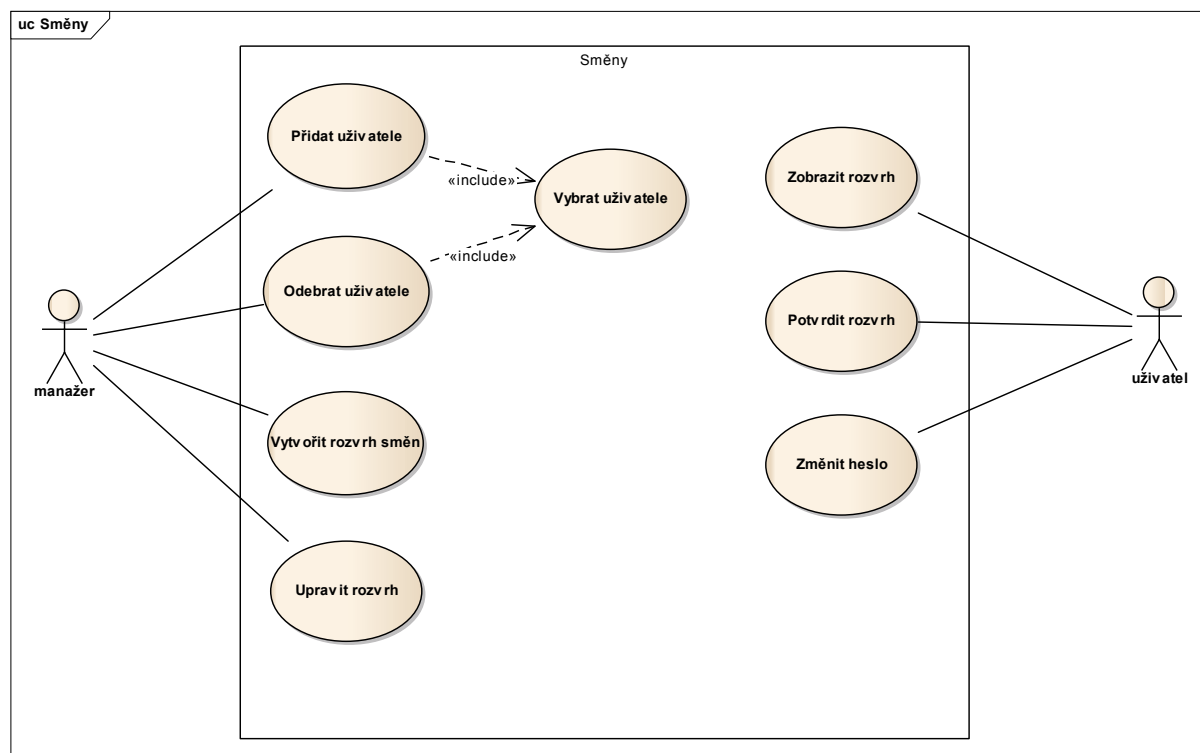 uc Směny
Směny
Přidat uživatele
«include»
Vybrat uživatele
Zobrazit rozvrh
«include»
Odebrat uživatele
Potvrdit rozvrh
manažer
uživatel
Vytvořit rozvrh směn
Změnit heslo
Upravit rozvrh